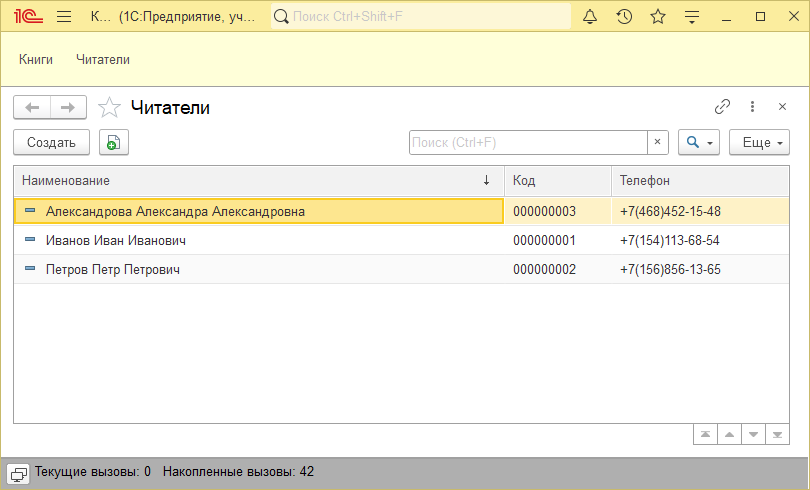 1С К... (1С:Предприятие, уч... Поиск Ctrl+Shift+F
Книги Читатели
Читатели
Создать Поиск (Ctrl+F) × Еще
Наименование ↓ Код Телефон
Александрова Александра Александровна 000000003 +7(468)452-15-48
Иванов Иван Иванович 000000001 +7(154)113-68-54
Петров Петр Петрович 000000002 +7(156)856-13-65
Текущие вызовы: 0 Накопленные вызовы: 42